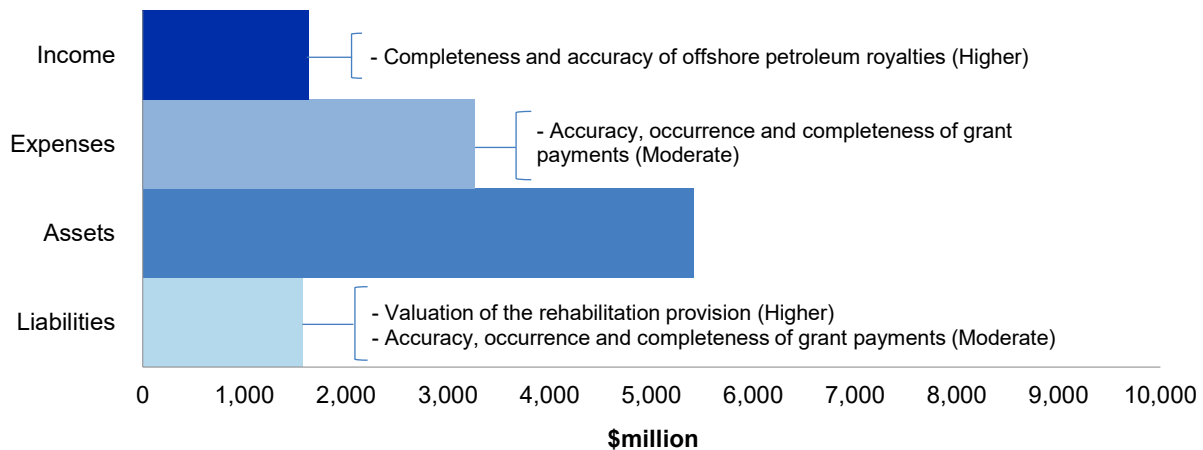 Income
- Completeness and accuracy of offshore petroleum royalties (Higher)
Expenses
- Accuracy, occurrence and completeness of grant
payments (Moderate)
Assets
Liabilities
- Valuation of the rehabilitation provision (Higher)
- Accuracy, occurrence and completeness of grant payments (Moderate)
0 1,000 2,000 3,000 4,000 5,000 6,000 7,000 8,000 9,000 10,000
$million